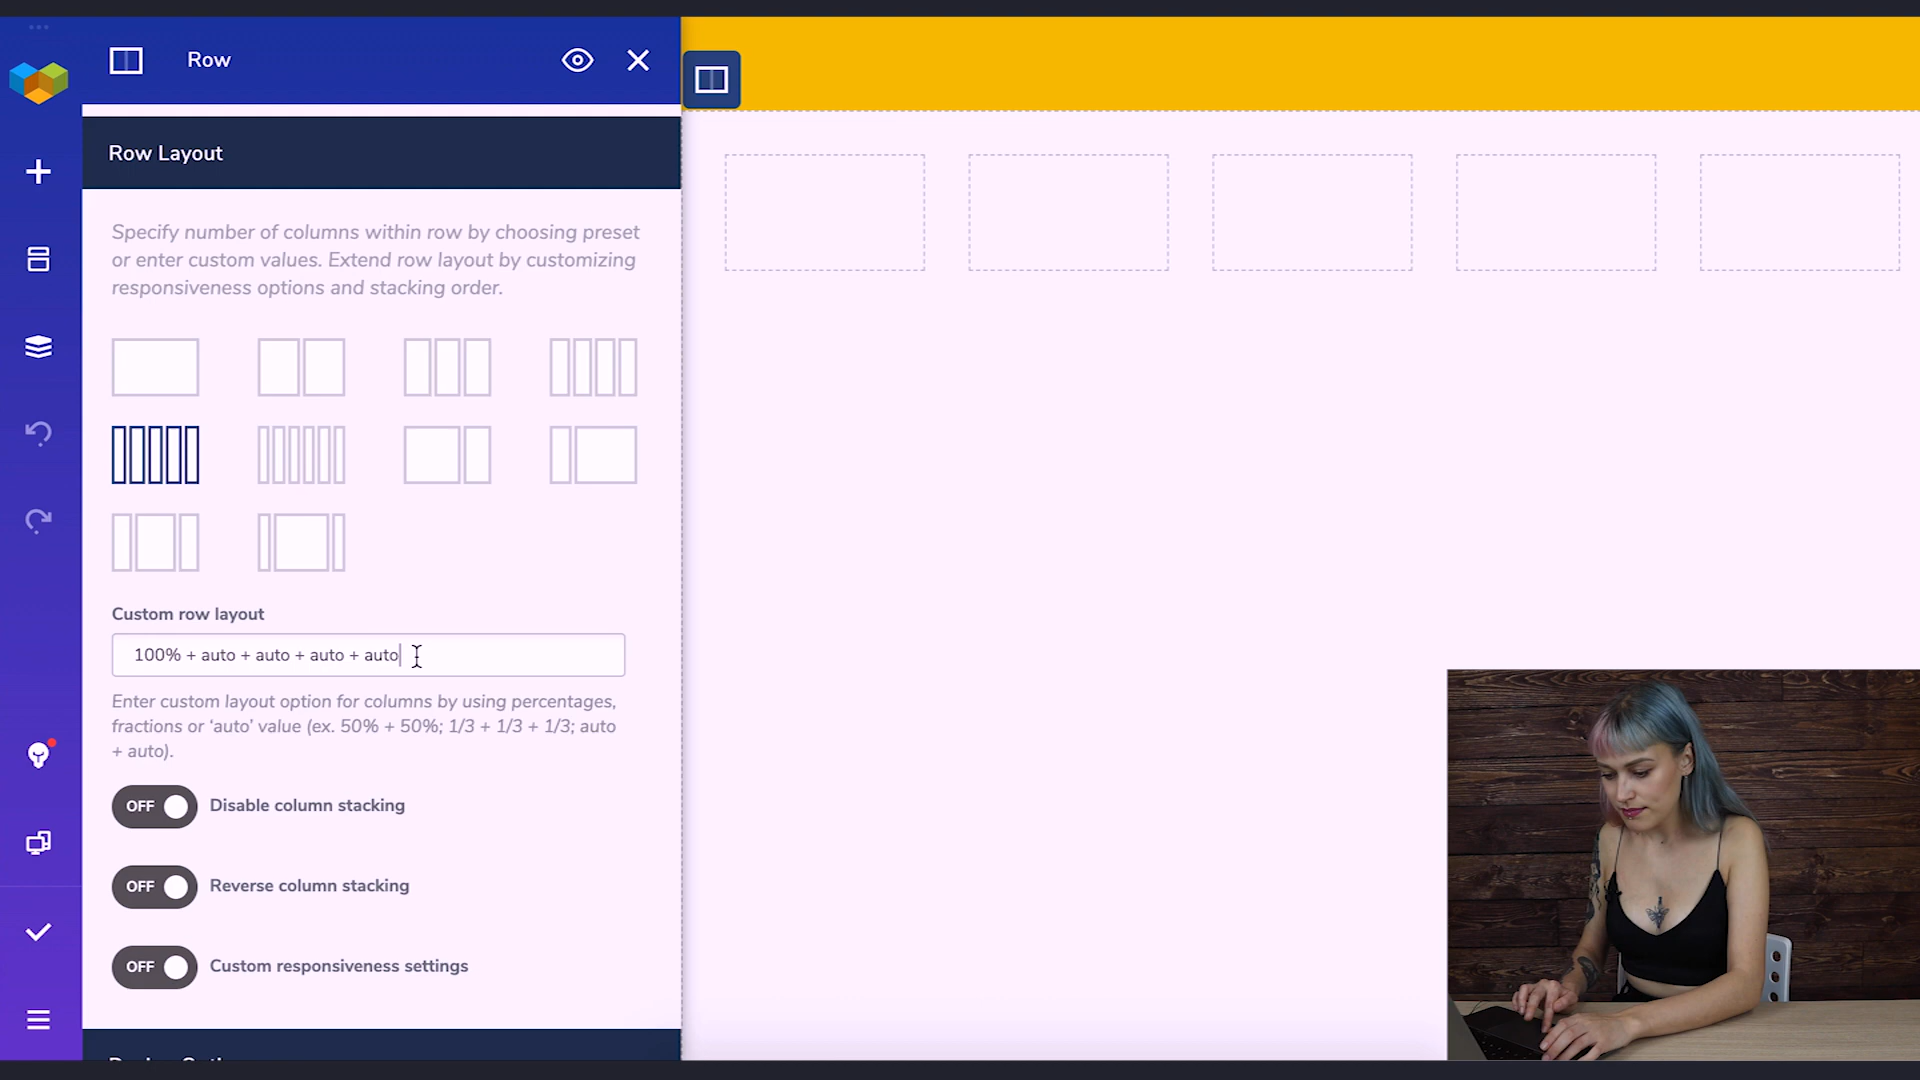 Row
Row Layout
Specify number of columns within row by choosing preset
or enter custom values. Extend row layout by customizing
responsiveness options and stacking order.
Custom row layout
100% + auto + auto + auto + auto
Enter custom layout option for columns by using percentages,
fractions or ‘auto’ value (ex. 50% + 50%; 1/3 + 1/3 + 1/3; auto
+ auto).
OFF Disable column stacking
OFF Reverse column stacking
OFF Custom responsiveness settings